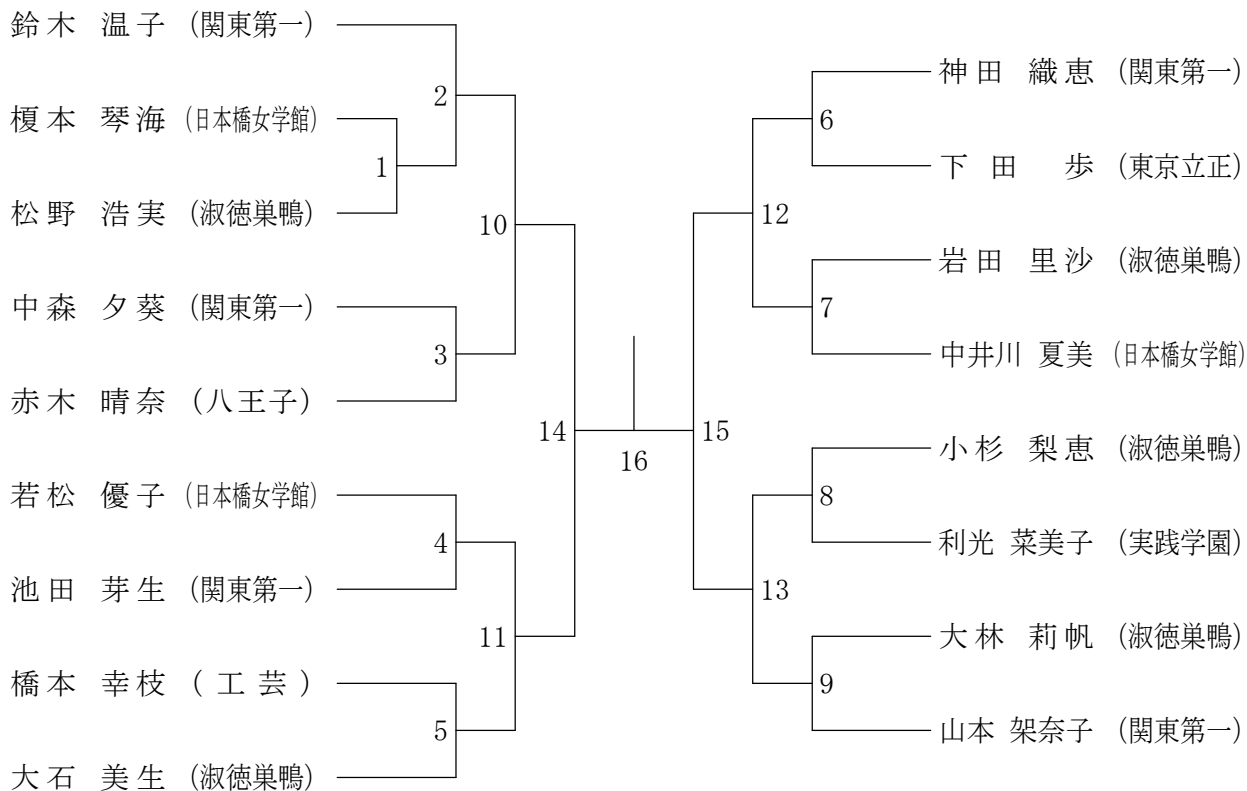 鈴木 温子 (関東第一)
榎本 琴海 (日本橋女学館)
松野 浩実 (淑徳巣鴨)
中森 夕葵 (関東第一)
赤木 晴奈 (八王子)
若松 優子 (日本橋女学館)
池田 芽生 (関東第一)
橋本 幸枝 (工芸)
大石 美生 (淑徳巣鴨)
1
2
3
4
5
10
11
14
16
15
12
13
6
7
8
9
神田 織恵 (関東第一)
下田 歩 (東京立正)
岩田 里沙 (淑徳巣鴨)
中井川 夏美 (日本橋女学館)
小杉 梨恵 (淑徳巣鴨)
利光 菜美子 (実践学園)
大林 莉帆 (淑徳巣鴨)
山本 架奈子 (関東第一)